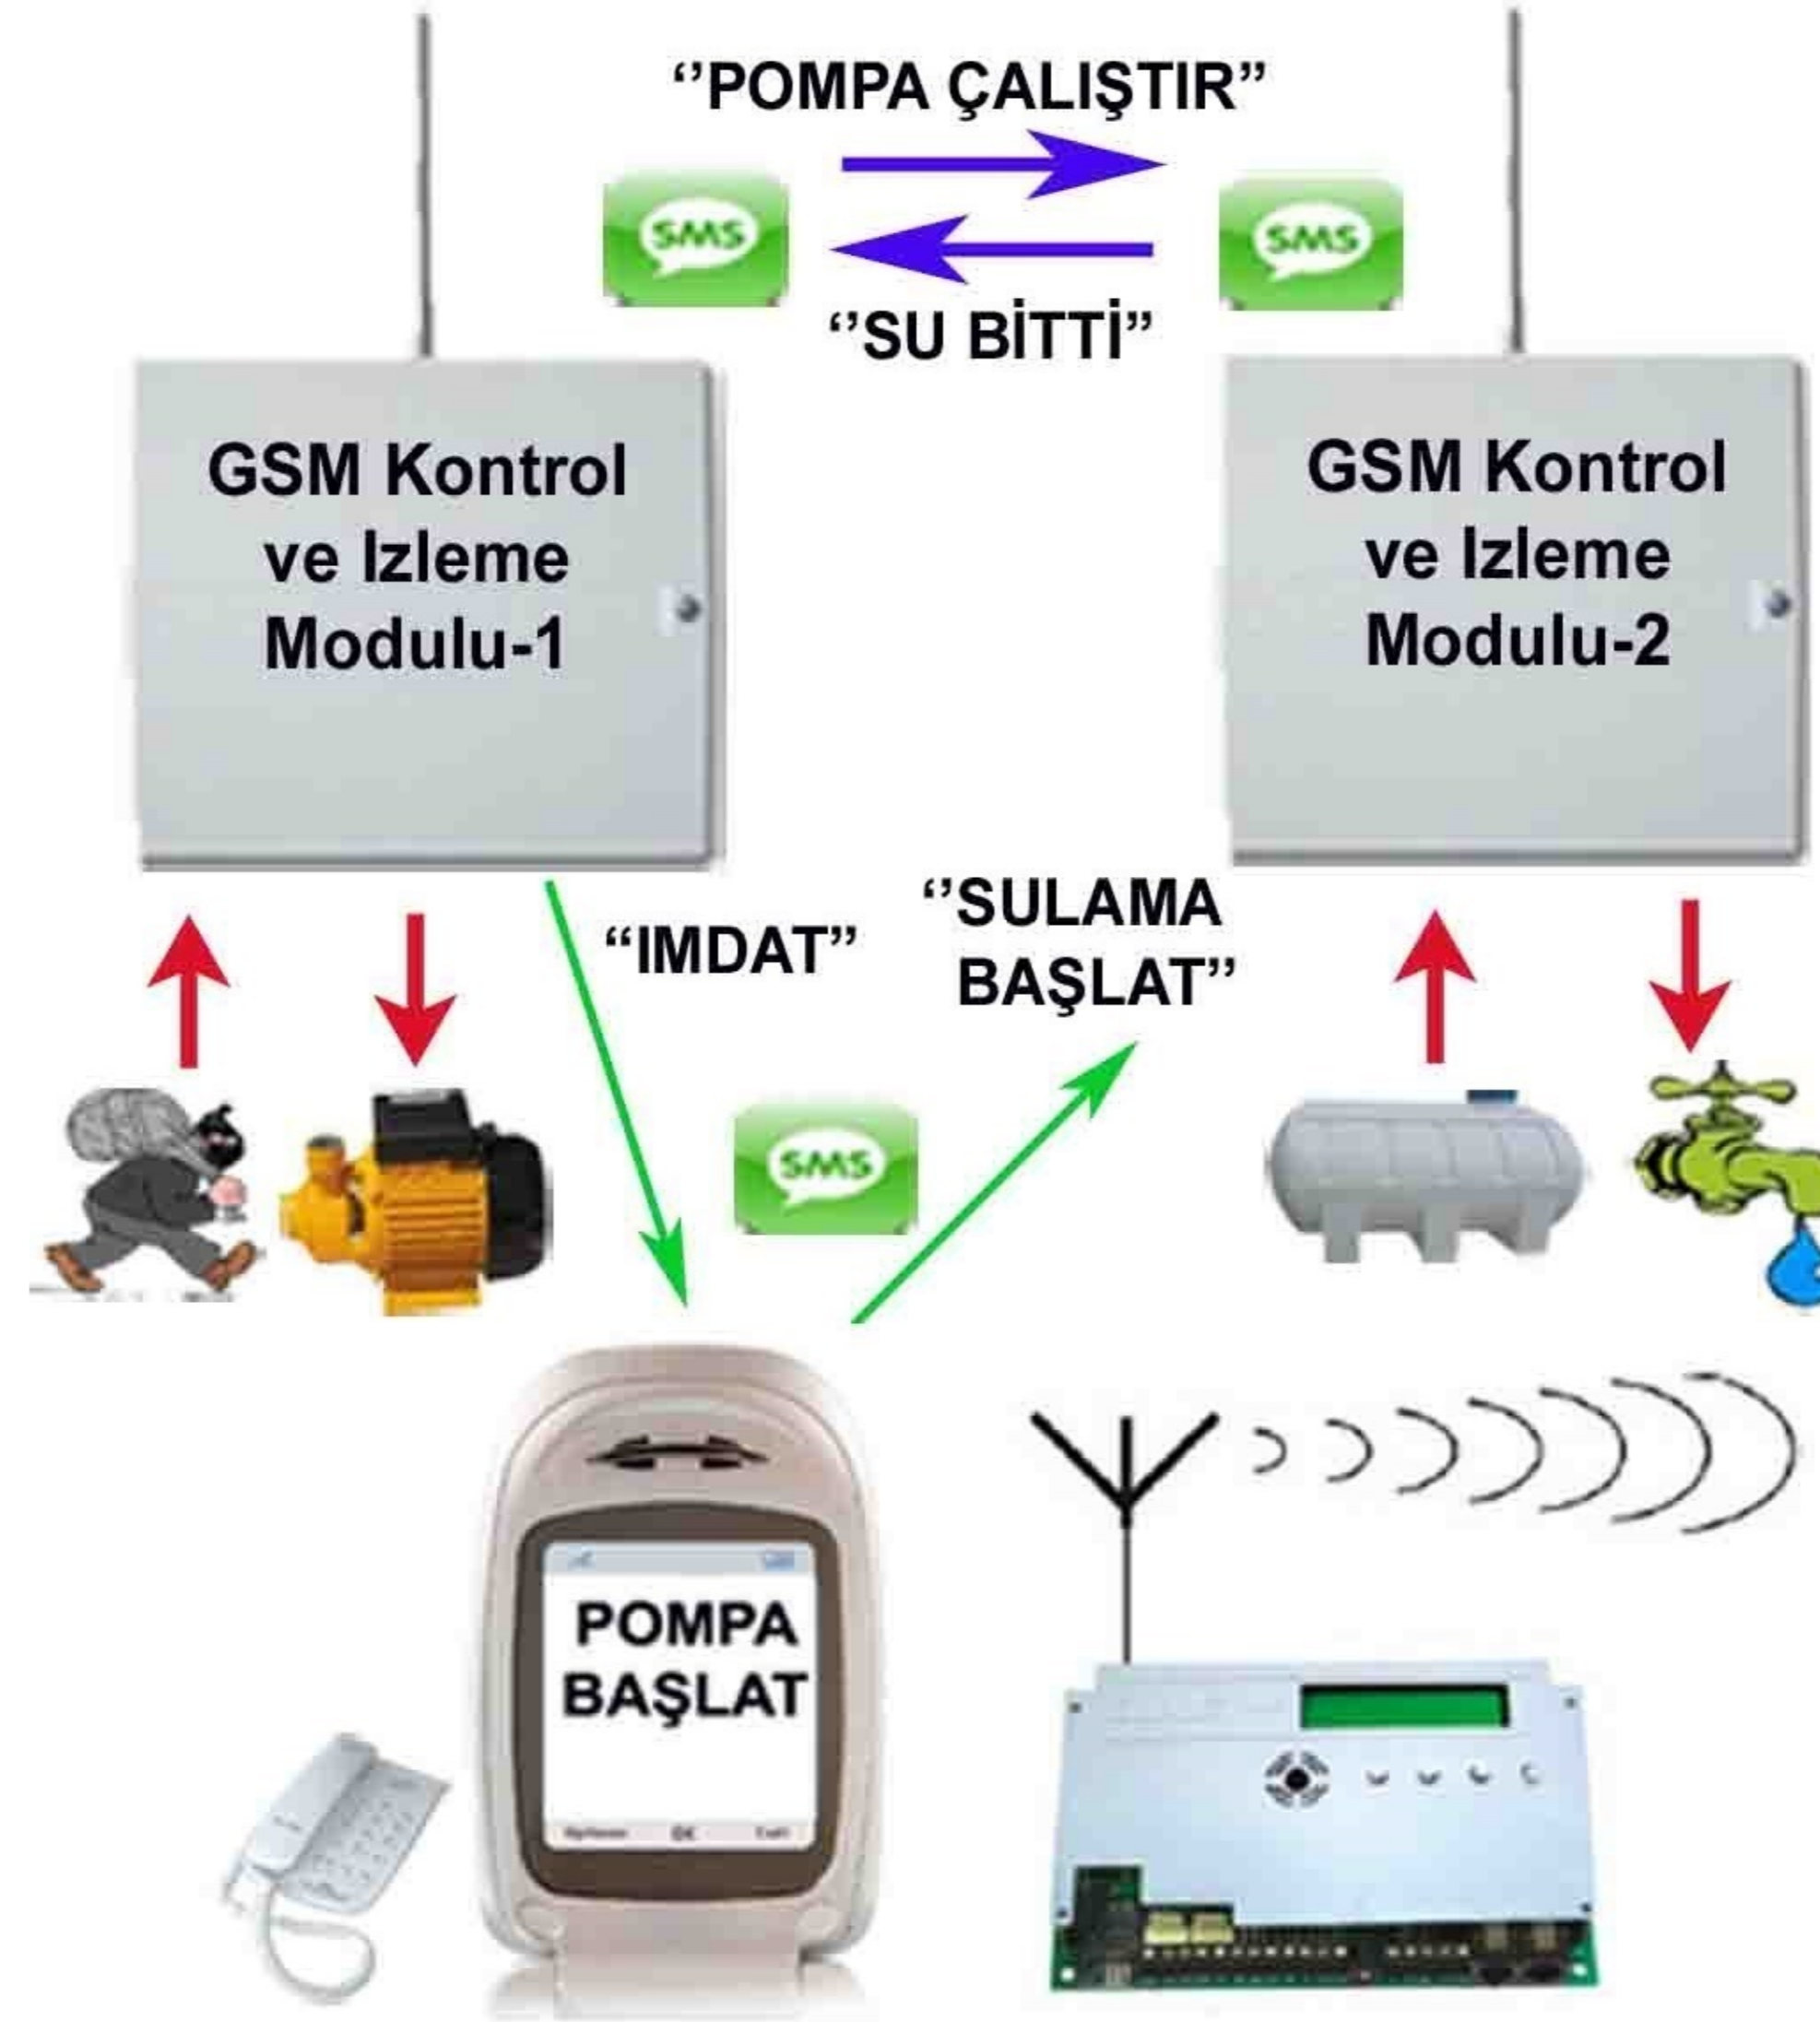 ‘’POMPA ÇALIŞTIR’’
SMS
SMS
‘’SU BİTTİ’’
GSM Kontrol
ve Izleme
Modulu-1
GSM Kontrol
ve Izleme
Modulu-2
“IMDAT”
‘’SULAMA
BAŞLAT’’
SMS
POMPA
BAŞLAT
OK